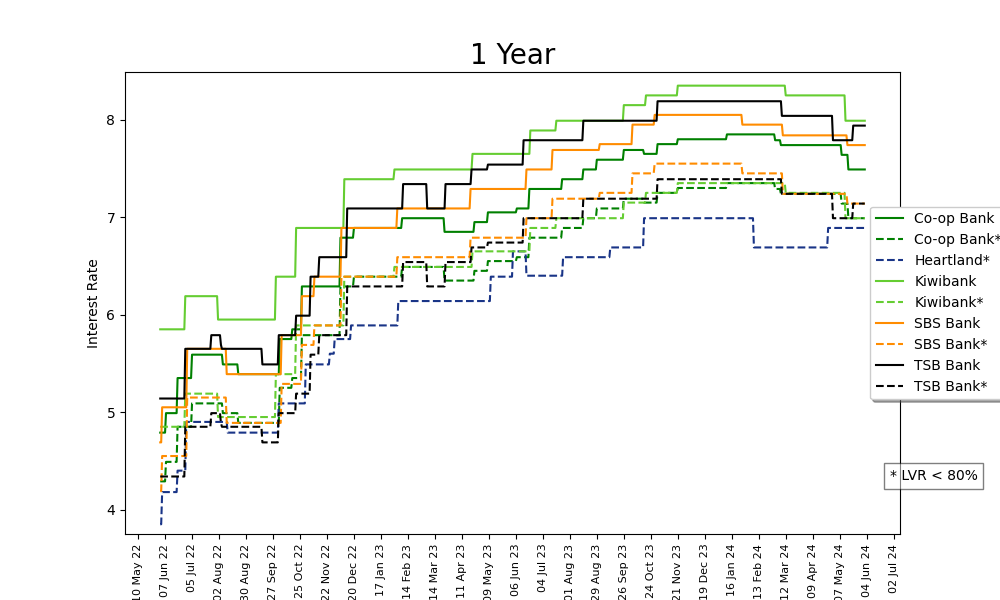 1 Year
Interest Rate
8
7
6
5
4
10 May 22
07 Jun 22
05 Jul 22
02 Aug 22
30 Aug 22
27 Sep 22
25 Oct 22
22 Nov 22
20 Dec 22
17 Jan 23
14 Feb 23
14 Mar 23
11 Apr 23
09 May 23
06 Jun 23
04 Jul 23
01 Aug 23
29 Aug 23
26 Sep 23
24 Oct 23
21 Nov 23
19 Dec 23
16 Jan 24
13 Feb 24
12 Mar 24
09 Apr 24
07 May 24
04 Jun 24
02 Jul 24
Co-op Bank
Co-op Bank*
Heartland*
Kiwibank
Kiwibank*
SBS Bank
SBS Bank*
TSB Bank
TSB Bank*
* LVR < 80%